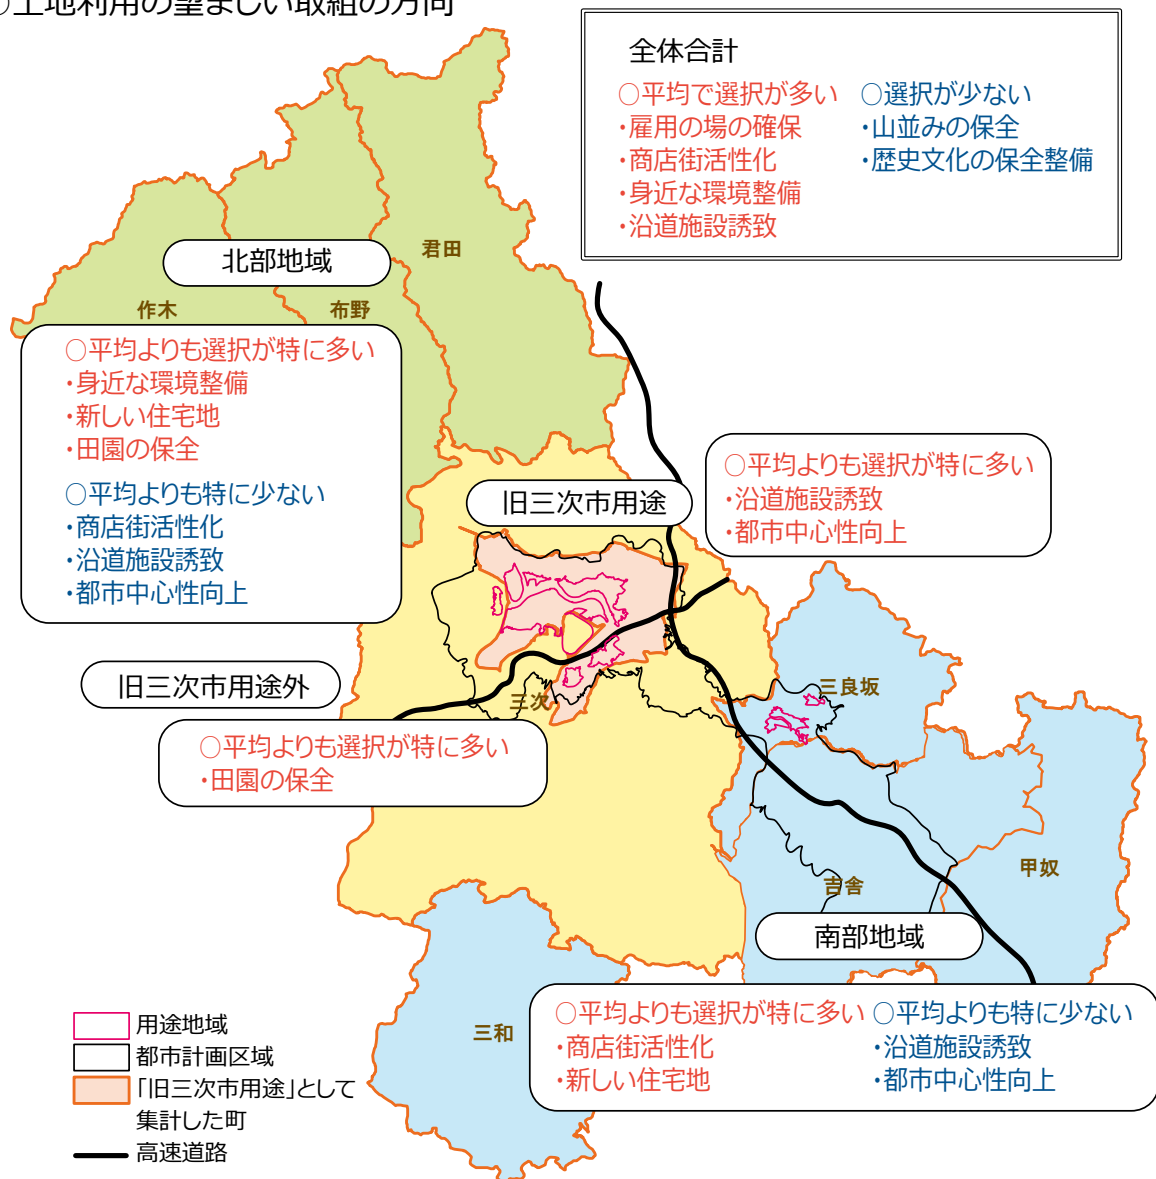 ○土地利用の望ましい取組の方向
全体合計
○平均で選択が多い
・雇用の場の確保
・商店街活性化
・身近な環境整備
・沿道施設誘致
○選択が少ない
・山並みの保全
・歴史文化の保全整備
君田
北部地域
作木
布野
○平均よりも選択が特に多い
・身近な環境整備
・新しい住宅地
・田園の保全
○平均よりも特に少ない
・商店街活性化
・沿道施設誘致
・都市中心性向上
旧三次市用途
○平均よりも選択が特に多い
・沿道施設誘致
・都市中心性向上
旧三次市用途外
三次
三良坂
○平均よりも選択が特に多い
・田園の保全
吉舎
甲奴
南部地域
○平均よりも選択が特に多い
・商店街活性化
・新しい住宅地
○平均よりも特に少ない
・沿道施設誘致
・都市中心性向上
三和
用途地域
都市計画区域
「旧三次市用途」として
集計した町
高速道路